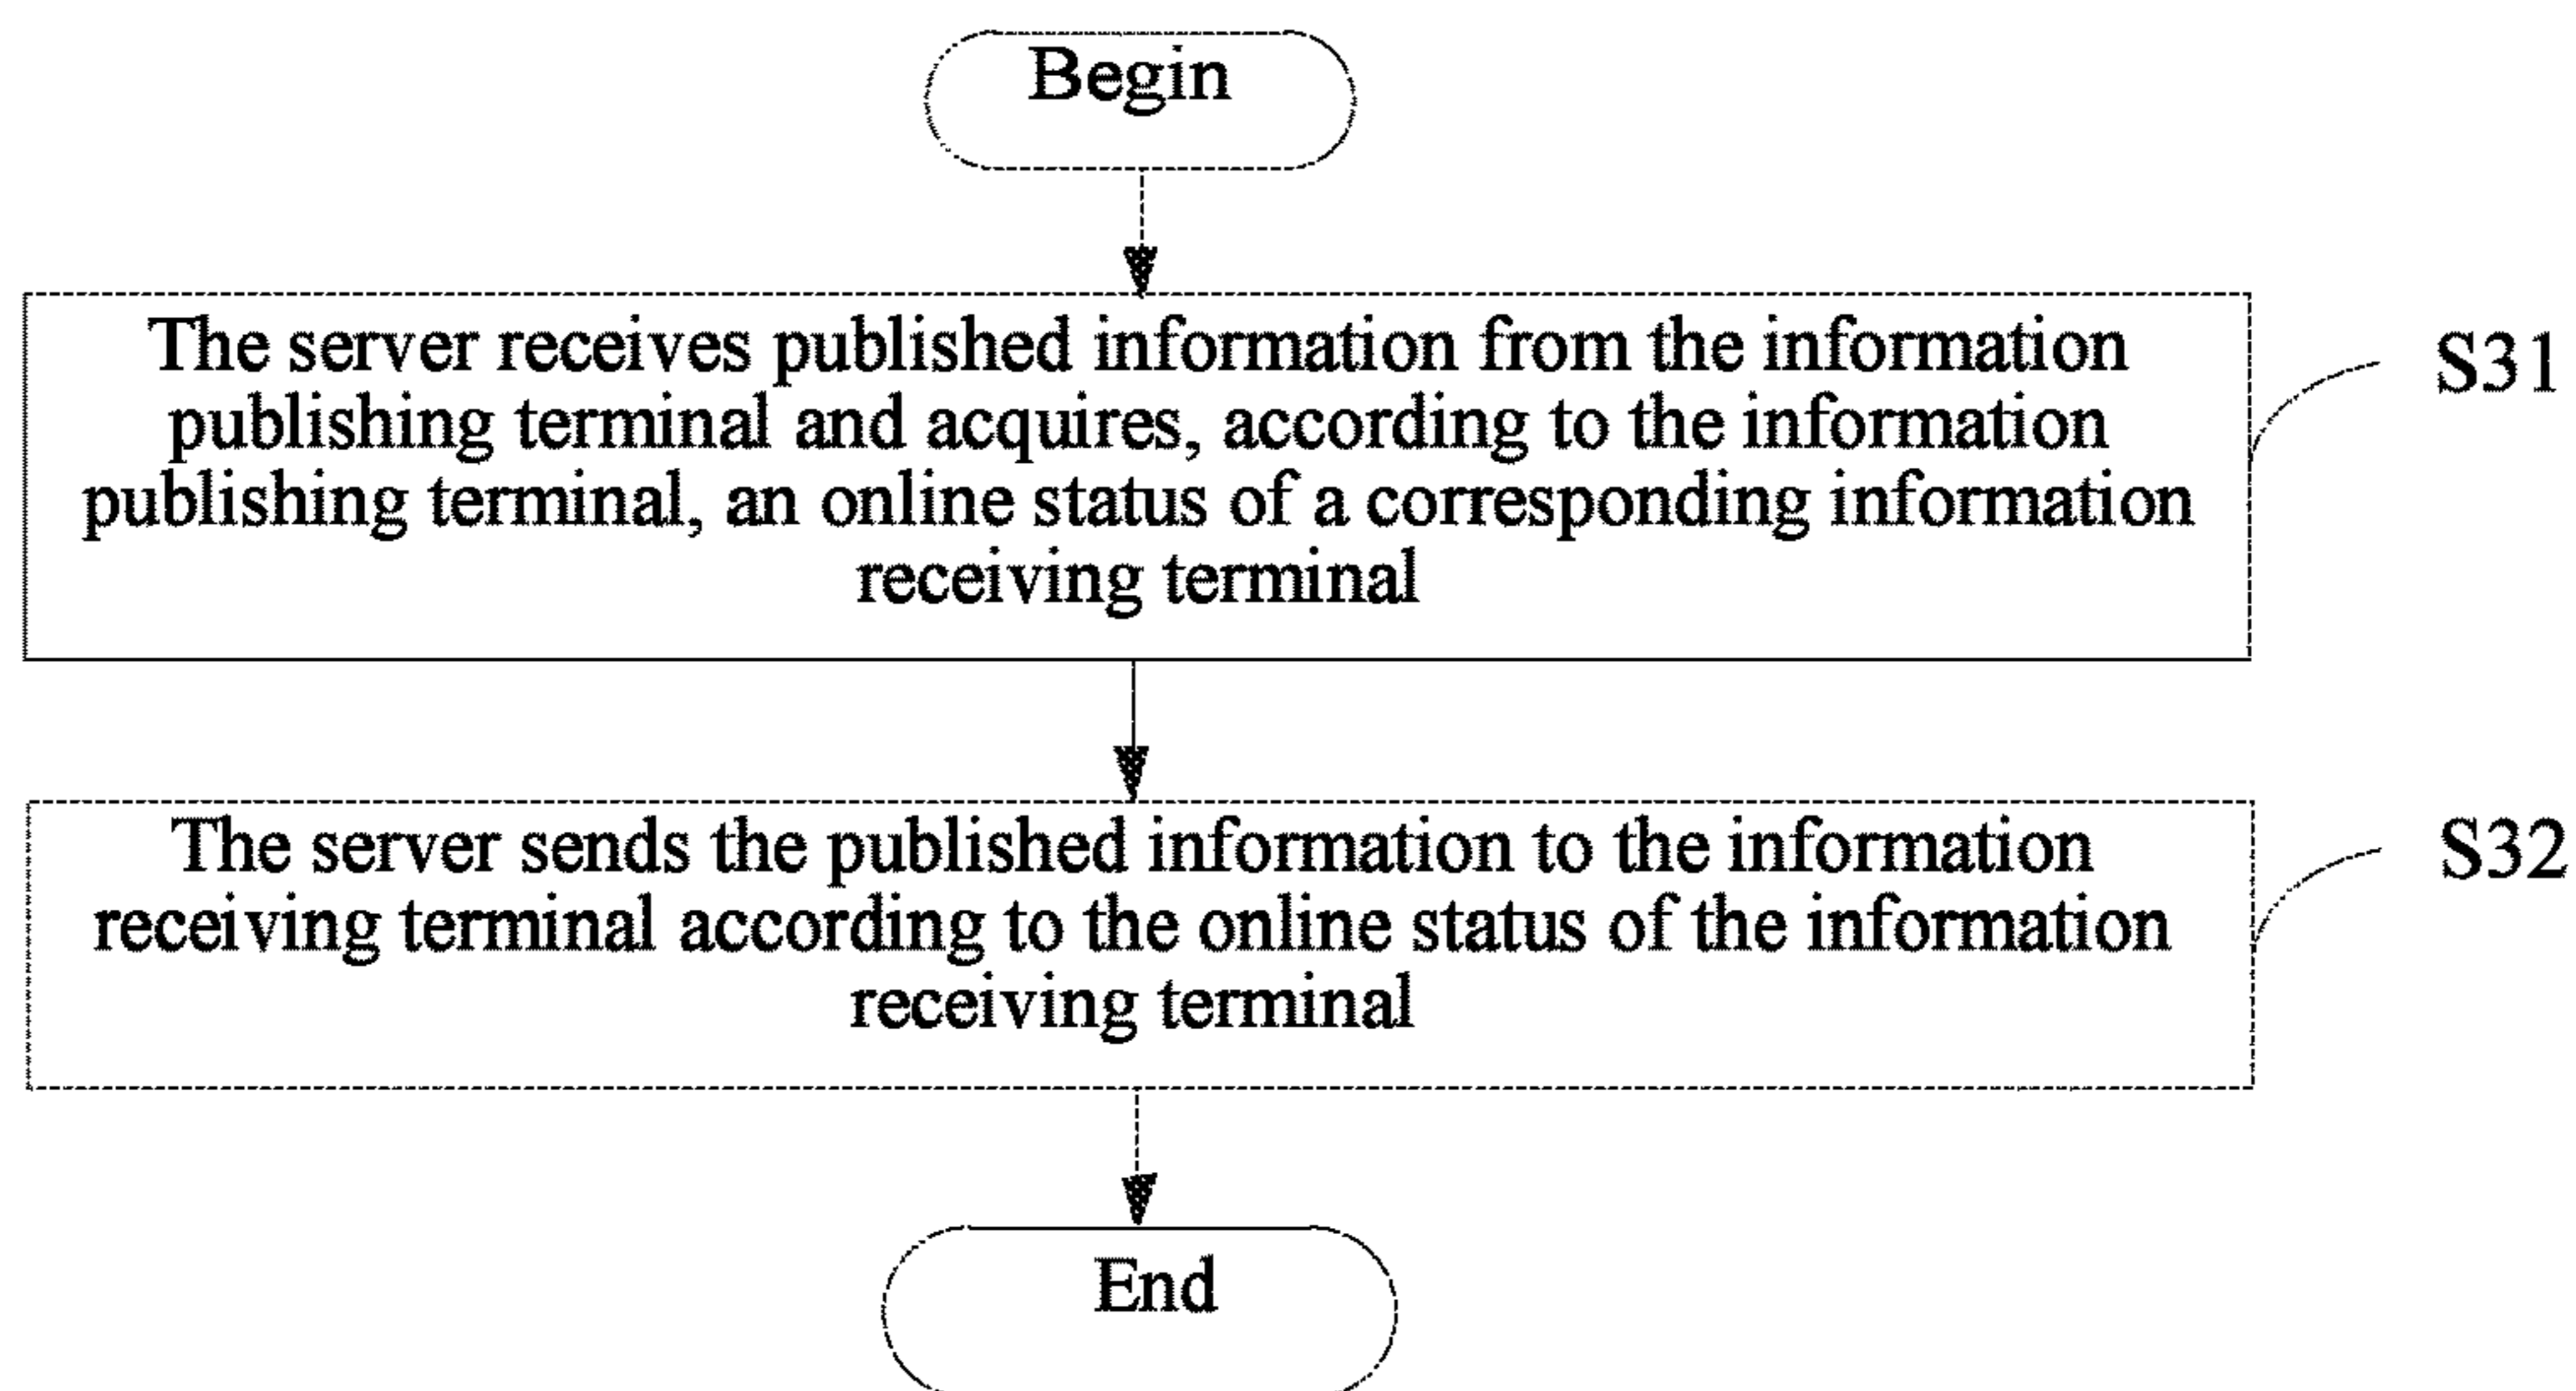 Begin
The server receives published information from the information
publishing terminal and acquires, according to the information
publishing terminal, an online status of a corresponding information
receiving terminal
S31
The server sends the published information to the information
receiving terminal according to the online status of the information
receiving terminal
S32
End